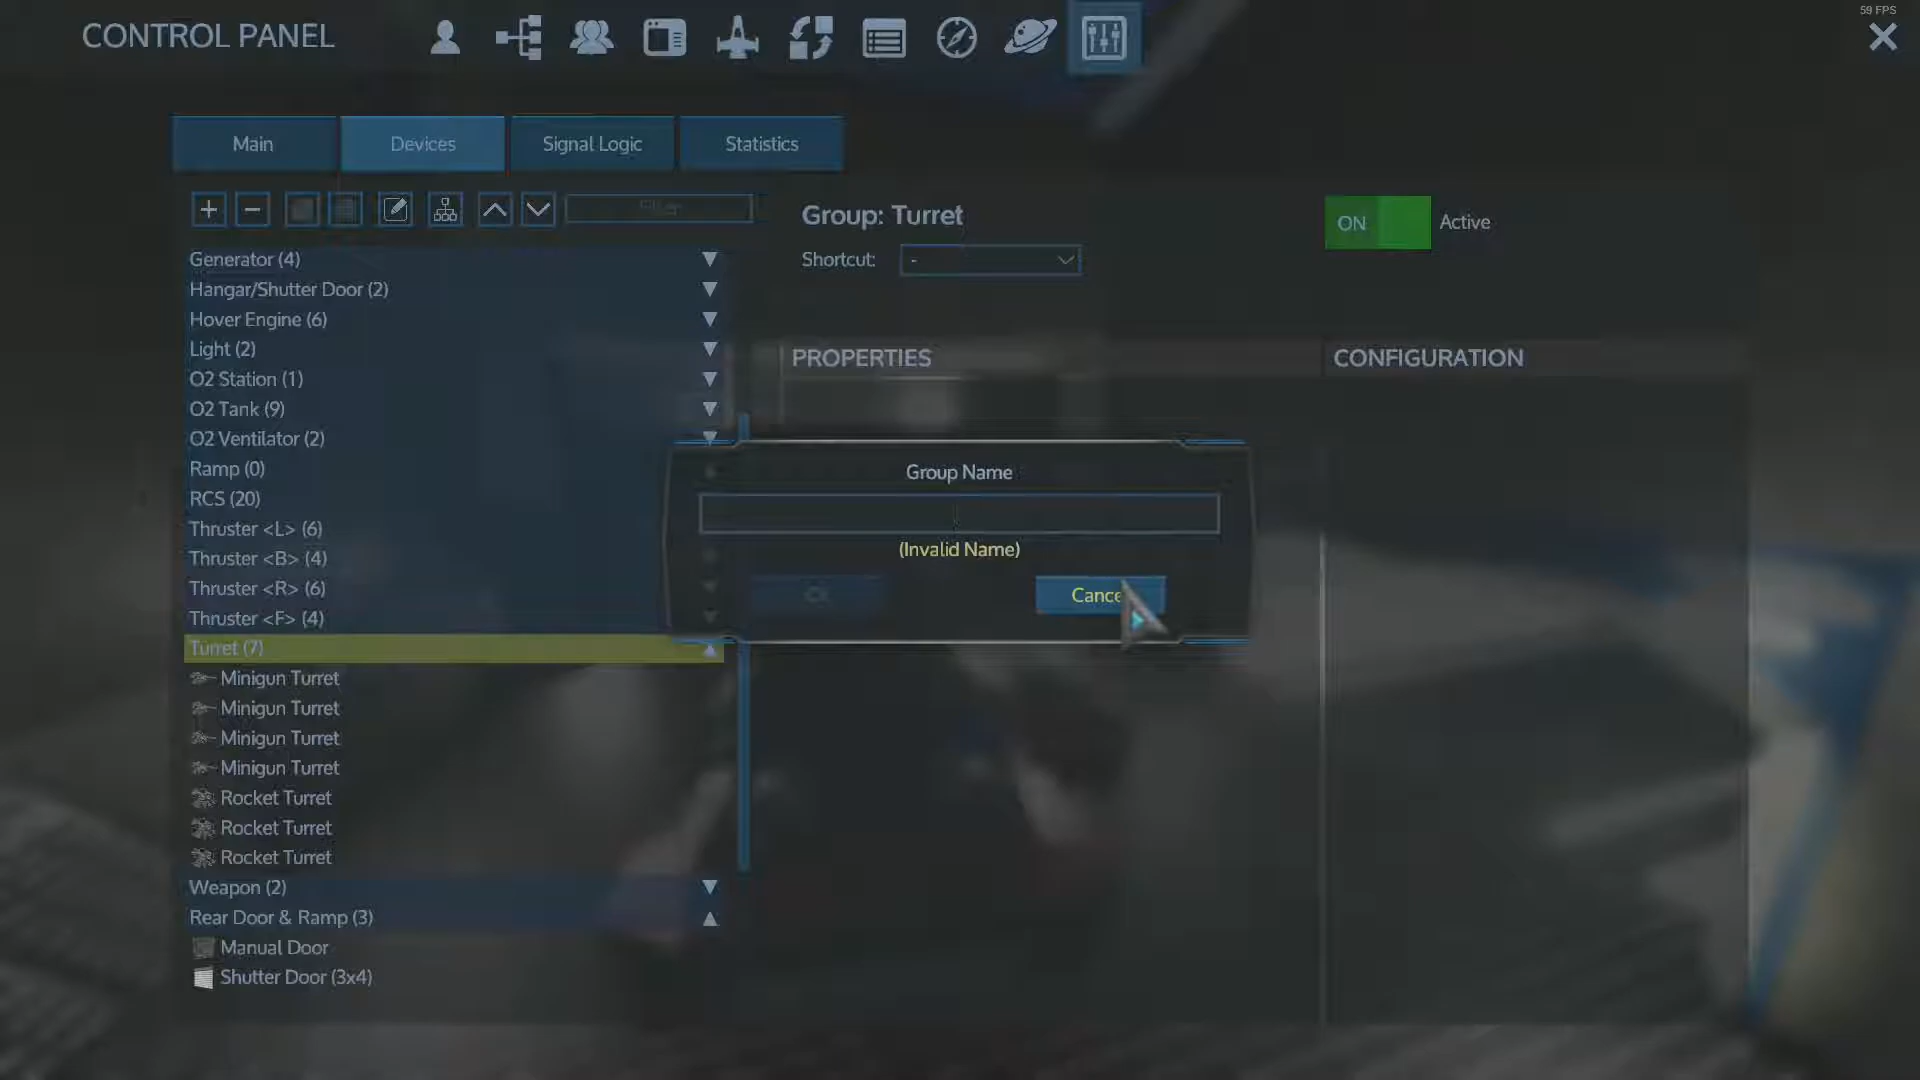 59 FPS
CONTROL PANEL
Main
Devices
Signal Logic
Statistics
Filter
Group: Turret
ON
Active
Shortcut:
-
Generator (4)
Hangar/Shutter Door (2)
Hover Engine (6)
Light (2)
O2 Station (1)
O2 Tank (9)
O2 Ventilator (2)
Ramp (0)
RCS (20)
Thruster <L> (6)
Thruster <B> (4)
Thruster <R> (6)
Thruster <F> (4)
Turret (7)
Minigun Turret
Minigun Turret
Minigun Turret
Minigun Turret
Rocket Turret
Rocket Turret
Rocket Turret
Weapon (2)
Rear Door & Ramp (3)
Manual Door
Shutter Door (3x4)
PROPERTIES
CONFIGURATION
Group Name
(Invalid Name)
Ok
Cance